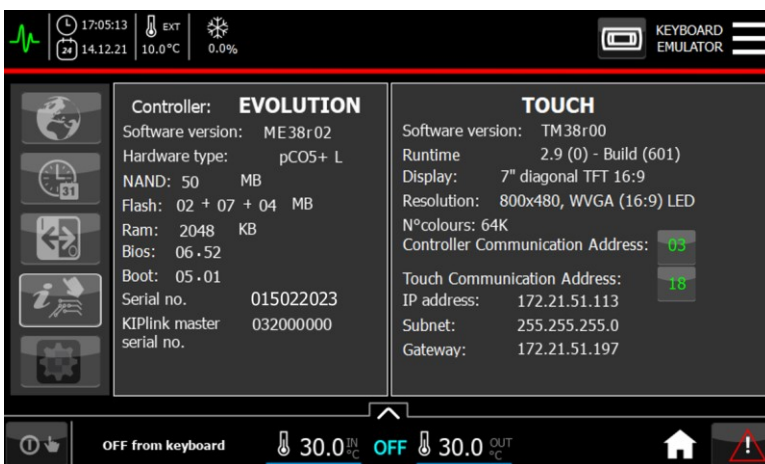 17:05:13
14.12.21
24
EXT
10.0°C
0.0%
KEYBOARD
EMULATOR
31
Controller: EVOLUTION
Software version: ME38r02
Hardware type: pCO5+ L
NAND: 50 MB
Flash: 02 + 07 + 04 MB
Ram: 2048 KB
Bios: 06.52
Boot: 05.01
Serial no. 015022023
KIPlink master 032000000
serial no.
TOUCH
Software version: TM38r00
Runtime 2.9 (0) - Build (601)
Display: 7" diagonal TFT 16:9
Resolution: 800x480, WVGA (16:9) LED
N°colours: 64K
Controller Communication Address: 03
Touch Communication Address: 18
IP address: 172.21.51.113
Subnet: 255.255.255.0
Gateway: 172.21.51.197
OFF from keyboard
30.0 IN °C
OFF
30.0 OUT °C